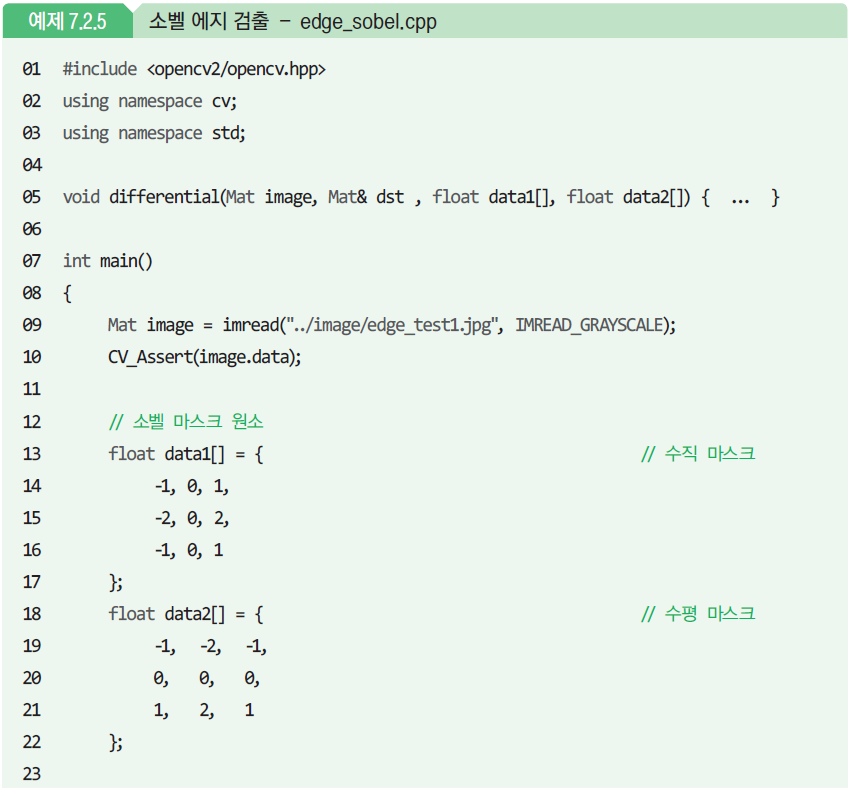 예제 7.2.5 소벨 에지 검출 - edge_sobel.cpp
01 #include <opencv2/opencv.hpp>
02 using namespace cv;
03 using namespace std;
04
05 void differential(Mat image, Mat& dst , float data1[], float data2[]) { ... }
06
07 int main()
08 {
09 Mat image = imread("../image/edge_test1.jpg", IMREAD_GRAYSCALE);
10 CV_Assert(image.data);
11
12 // 소벨 마스크 원소
13 float data1[] = { // 수직 마스크
14 -1, 0, 1,
15 -2, 0, 2,
16 -1, 0, 1
17 };
18 float data2[] = { // 수평 마스크
19 -1, -2, -1,
20 0, 0, 0,
21 1, 2, 1
22 };
23